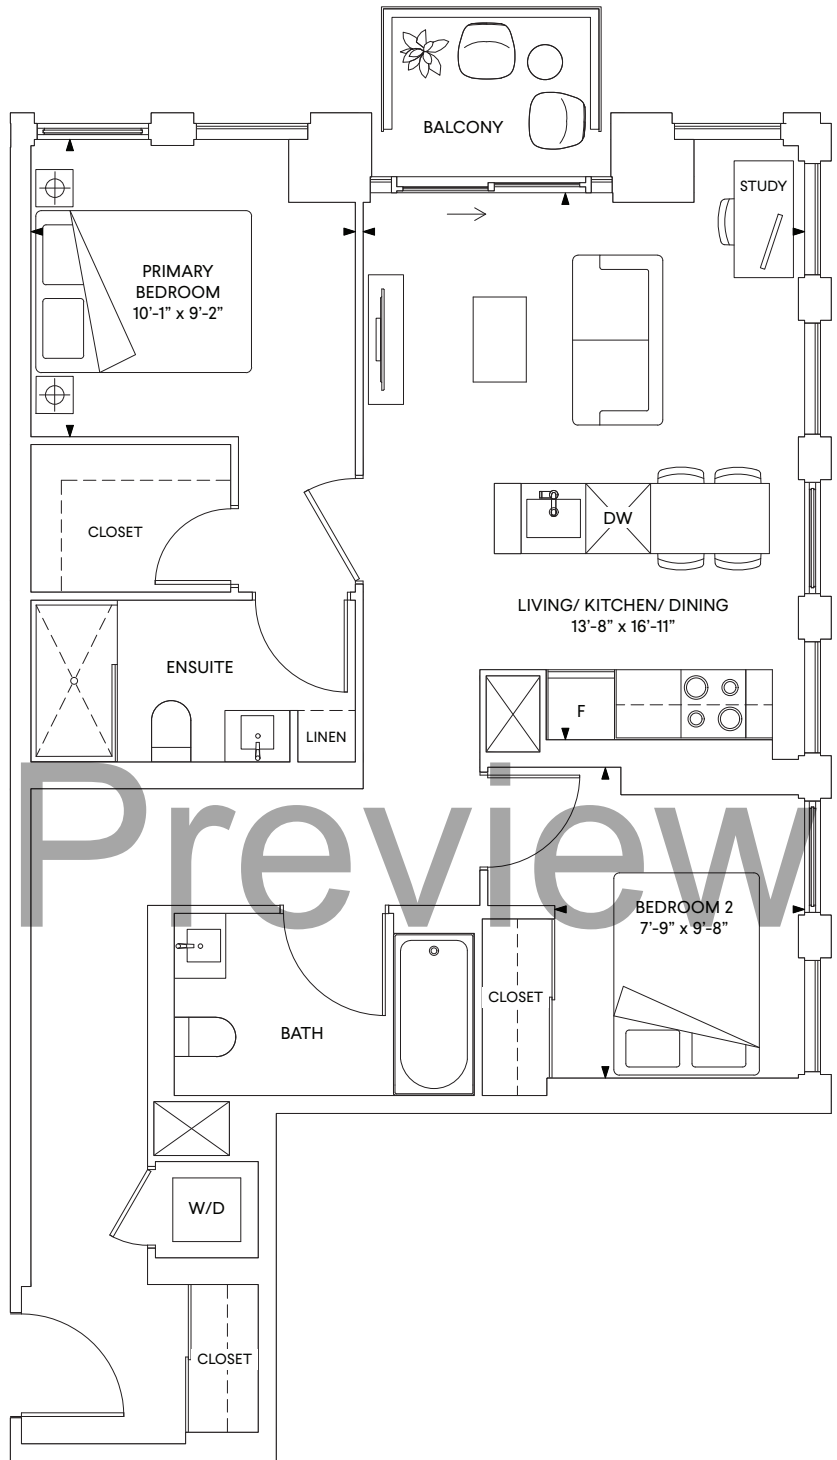 BALCONY
STUDY
PRIMARY
BEDROOM
10'-1" x 9'-2"
CLOSET
DW
LIVING/ KITCHEN/ DINING
13'-8" x 16'-11"
ENSUITE
LINEN
F
Preview
BEDROOM 2
7'-9" x 9'-8"
CLOSET
BATH
W/D
CLOSET